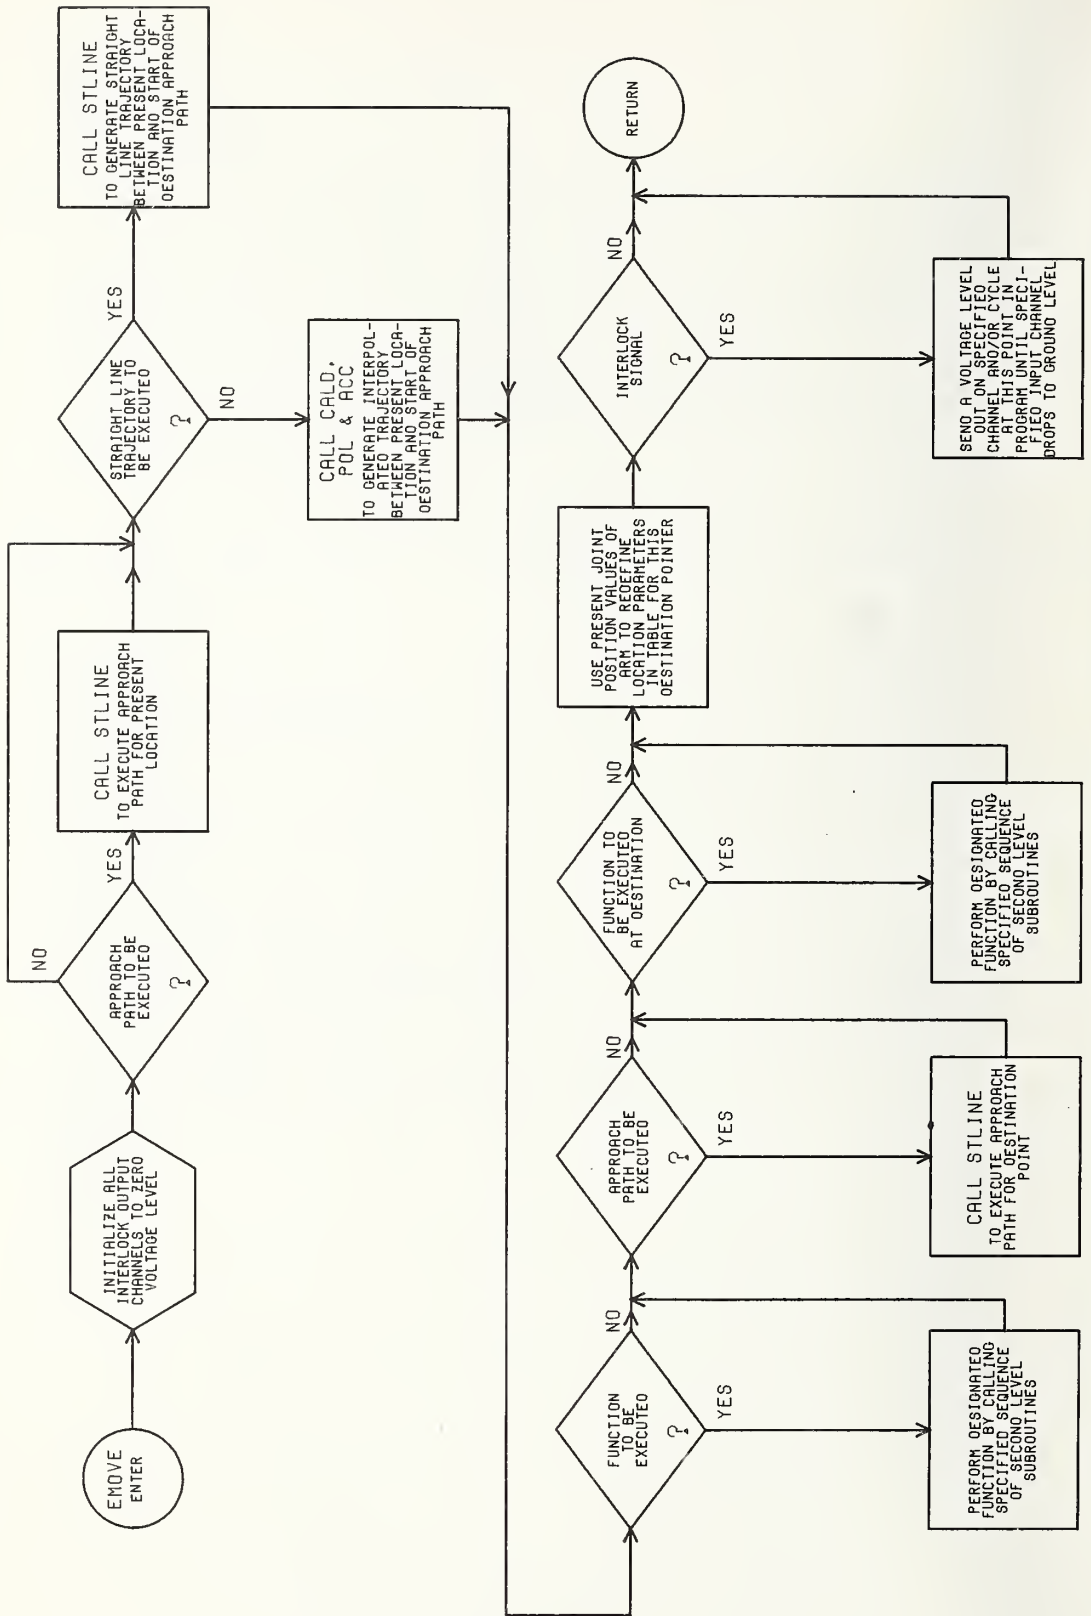 EMOVE
ENTER
INITIALIZE ALL
INTERLOCK OUTPUT
CHANNELS TO ZERO
VOLTAGE LEVEL
APPROACH
PATH TO BE
EXECUTED
?
NO
YES
CALL STLINE
TO EXECUTE APPROACH
PATH FOR PRESENT
LOCATION
STRAIGHT LINE
TRAJECTORY TO
BE EXECUTED
?
YES
NO
CALL STLINE
TO GENERATE STRAIGHT
LINE TRAJECTORY
BETWEEN PRESENT LOCA-
TION AND START OF
DESTINATION APPROACH
PATH
CALL CALD,
POL & ACC
TO GENERATE INTERPOL-
ATED TRAJECTORY
BETWEEN PRESENT LOCA-
TION AND START OF
DESTINATION APPROACH
PATH
FUNCTION
TO BE
EXECUTED
?
NO
YES
PERFORM DESIGNATED
FUNCTION BY CALLING
SPECIFIED SEQUENCE
OF SECOND LEVEL
SUBROUTINES
APPROACH
PATH TO BE
EXECUTED
?
NO
YES
CALL STLINE
TO EXECUTE APPROACH
PATH FOR DESTINATION
POINT
FUNCTION TO
BE EXECUTED
AT DESTINATION
?
NO
YES
PERFORM DESIGNATED
FUNCTION BY CALLING
SPECIFIED SEQUENCE
OF SECOND LEVEL
SUBROUTINES
USE PRESENT JOINT
POSITION VALUES OF
ARM TO REDEFINE
LOCATION PARAMETERS
IN TABLE FOR THIS
DESTINATION POINTER
INTERLOCK
SIGNAL
?
NO
YES
SEND A VOLTAGE LEVEL
OUT ON SPECIFIED
CHANNEL AND/OR CYCLE
AT THIS POINT IN
PROGRAM UNTIL SPECI-
FIED INPUT CHANNEL
DROPS TO GROUND LEVEL
RETURN